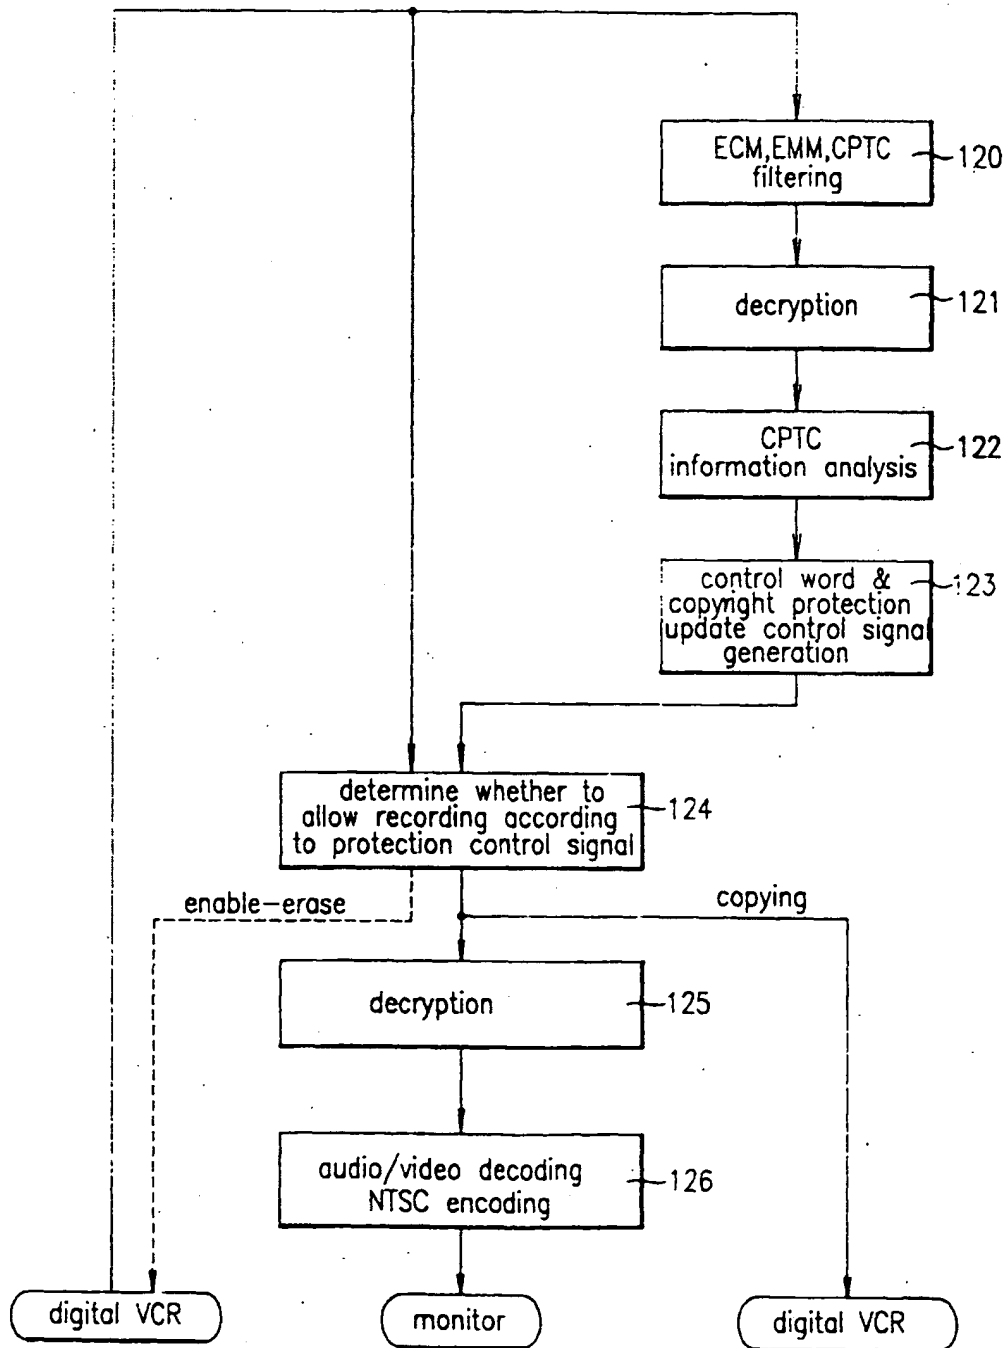 ECM,EMM,CPTC
filtering
120
decryption
121
CPTC
information analysis
122
control word &
copyright protection
update control signal
generation
123
determine whether to
allow recording according
to protection control signal
124
enable-erase
copying
decryption
125
audio/video decoding
NTSC encoding
126
digital VCR
monitor
digital VCR